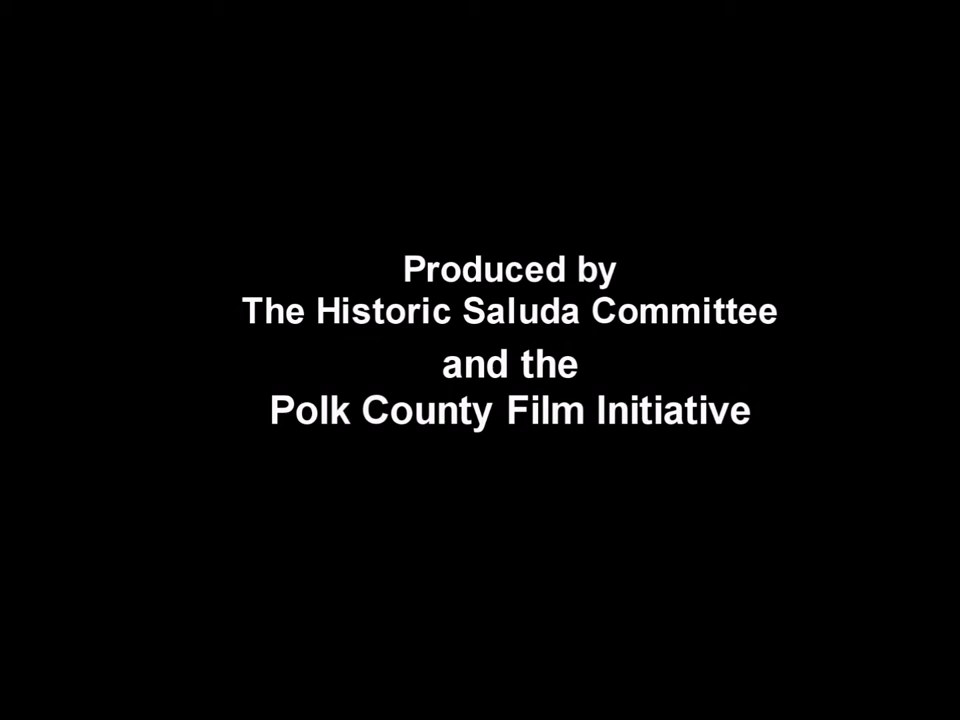 Produced by
The Historic Saluda Committee
and the
Polk County Film Initiative